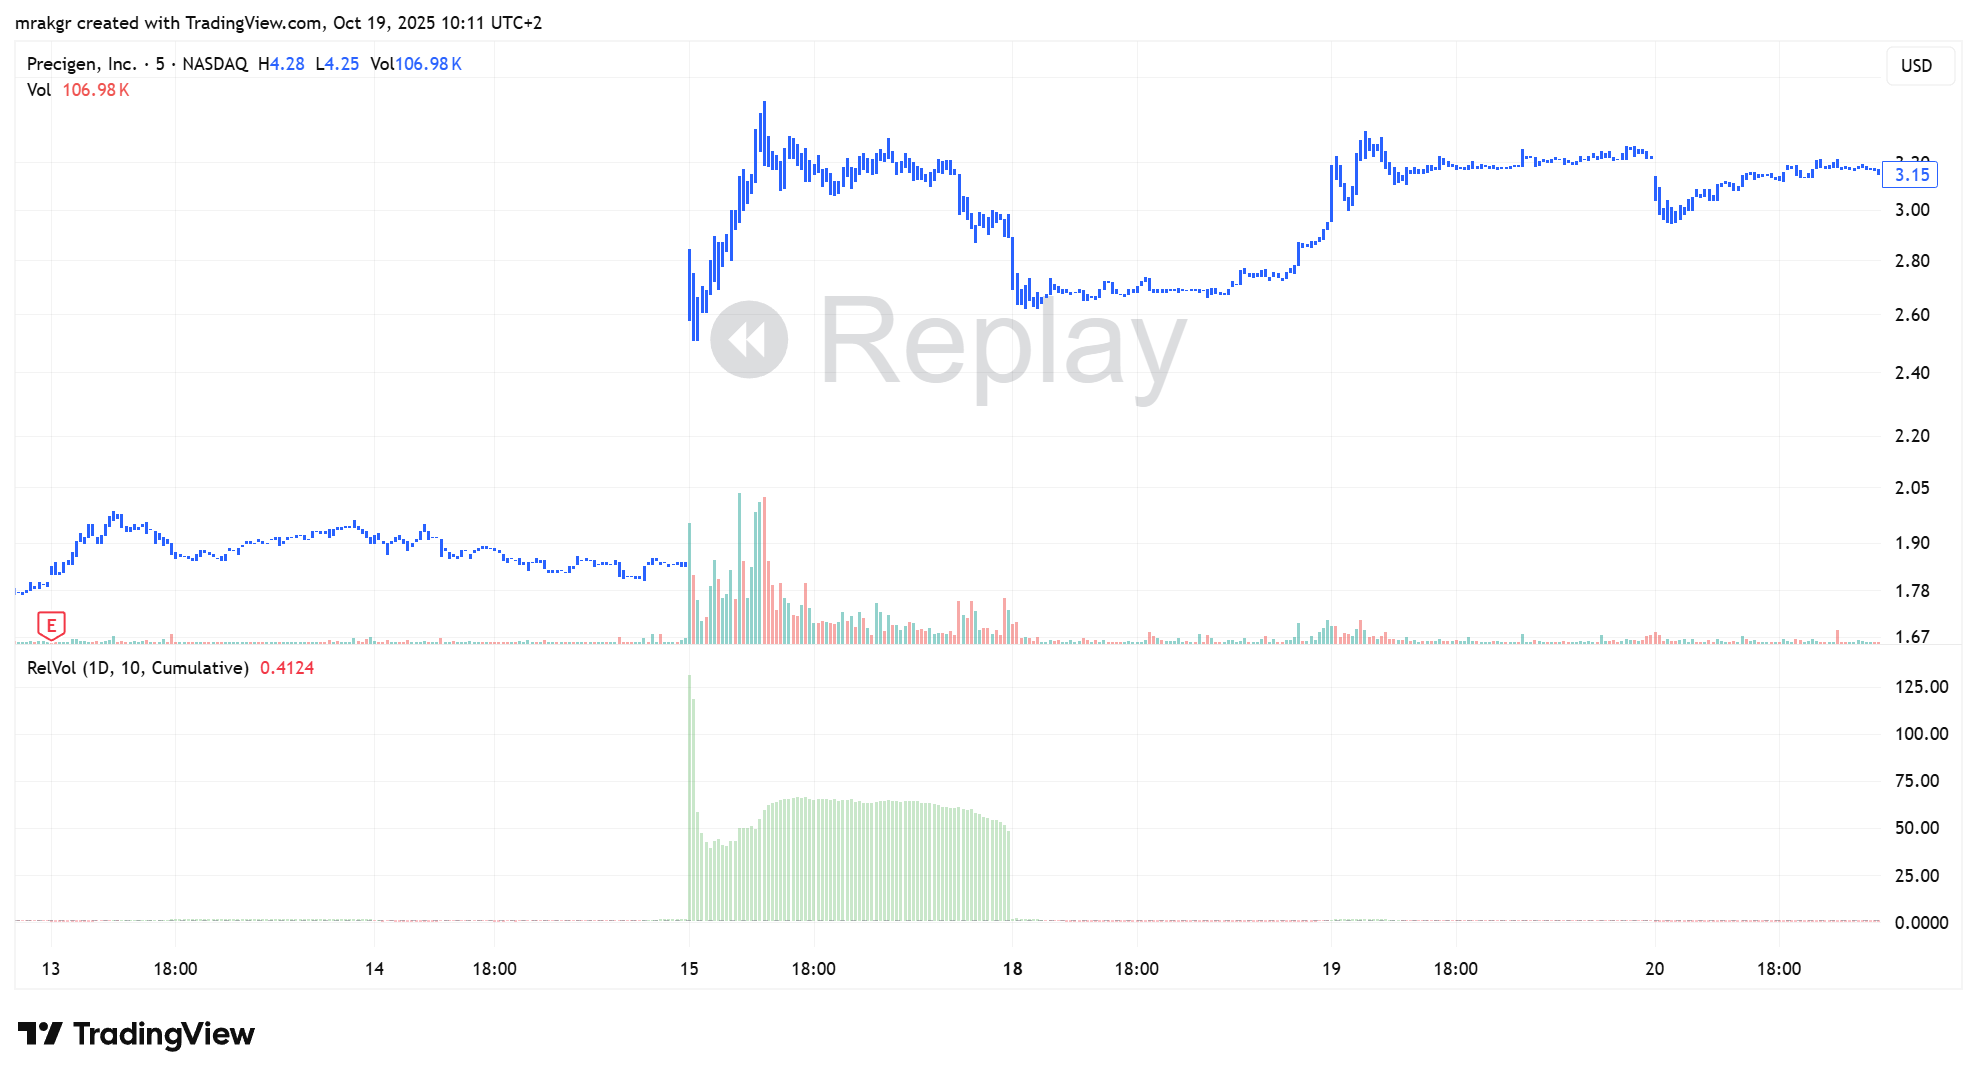 mrakgr created with TradingView.com, Oct 19, 2025 10:11 UTC+2
Precigen, Inc. · 5 · NASDAQ H4.28 L4.25 Vol106.98 K
USD
Vol 106.98 K
3.15
3.00
2.80
Replay
2.60
2.40
2.20
2.05
1.90
1.78
E
1.67
RelVol (1D, 10, Cumulative) 0.4124
125.00
100.00
75.00
50.00
25.00
0.0000
13 18:00 14 18:00 15 18:00 18 18:00 19 18:00 20 18:00
TradingView